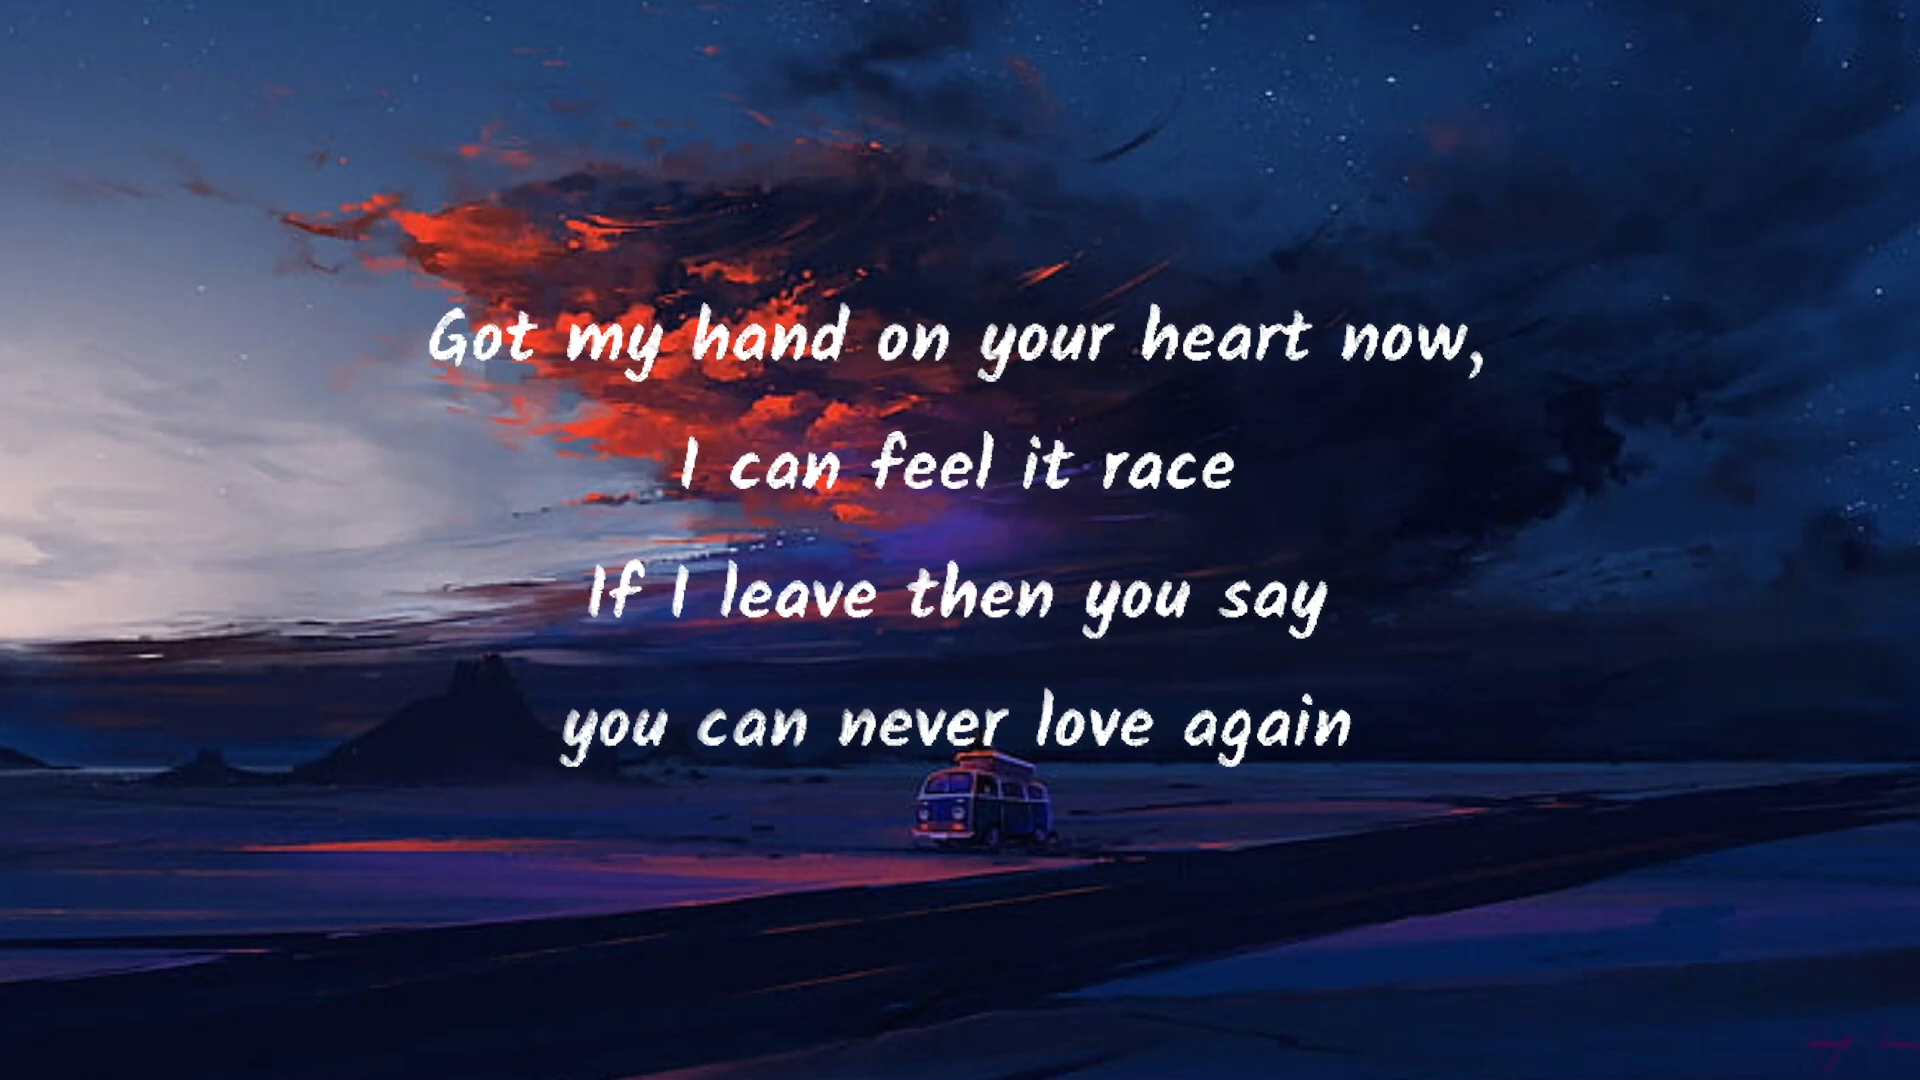 Got my hand on your heart now,
I can feel it race
If I leave then you say
you can never love again